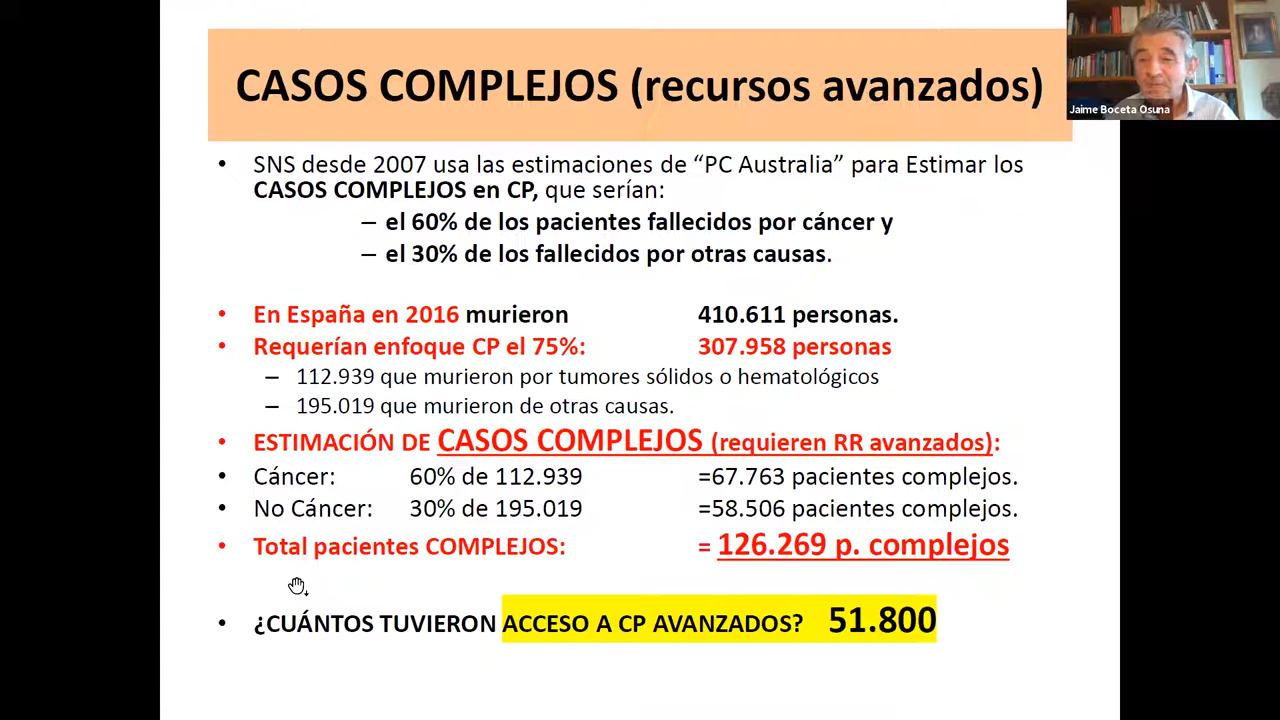 CASOS COMPLEJOS (recursos avanzados)
Jaime Boceta Osuna
• SNS desde 2007 usa las estimaciones de “PC Australia” para Estimar los
CASOS COMPLEJOS en CP, que serían:
– el 60% de los pacientes fallecidos por cáncer y
– el 30% de los fallecidos por otras causas.
• En España en 2016 murieron 410.611 personas.
• Requerían enfoque CP el 75%: 307.958 personas
– 112.939 que murieron por tumores sólidos o hematológicos
– 195.019 que murieron de otras causas.
• ESTIMACIÓN DE CASOS COMPLEJOS (requieren RR avanzados):
• Cáncer: 60% de 112.939 =67.763 pacientes complejos.
• No Cáncer: 30% de 195.019 =58.506 pacientes complejos.
• Total pacientes COMPLEJOS: = 126.269 p. complejos
• ¿CUÁNTOS TUVIERON ACCESO A CP AVANZADOS? 51.800